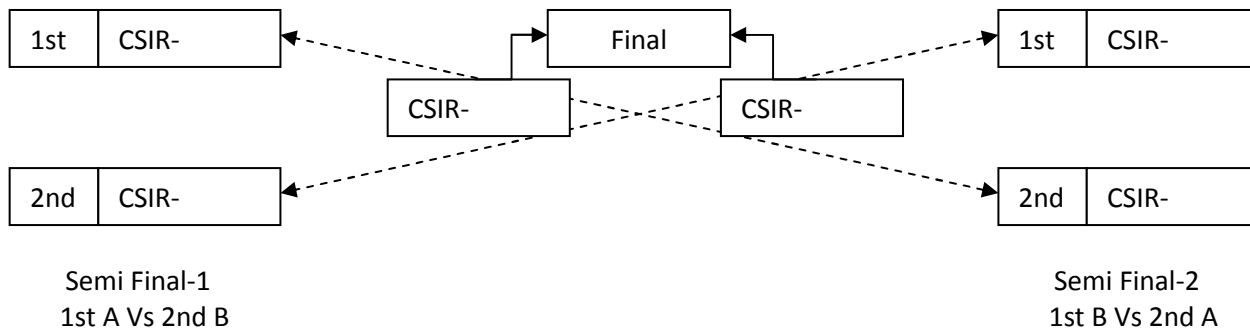 1st CSIR-
Final
1st CSIR-
CSIR-
CSIR-
2nd CSIR-
2nd CSIR-
Semi Final-1
1st A Vs 2nd B
Semi Final-2
1st B Vs 2nd A